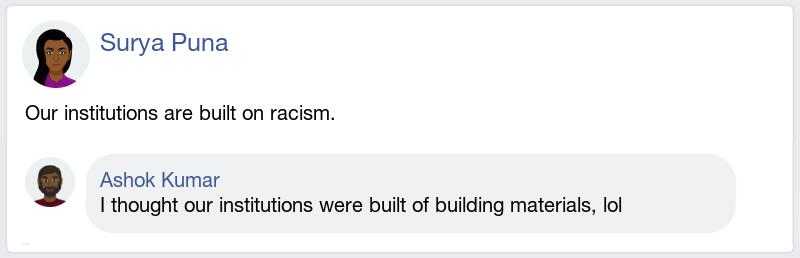 Surya Puna
Our institutions are built on racism.
Ashok Kumar
I thought our institutions were built of building materials, lol